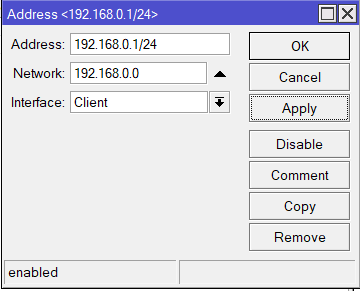 Address <192.168.0.1/24>
Address: 192.168.0.1/24
OK
Network: 192.168.0.0
Cancel
Interface: Client
Apply
Disable
Comment
Copy
Remove
enabled